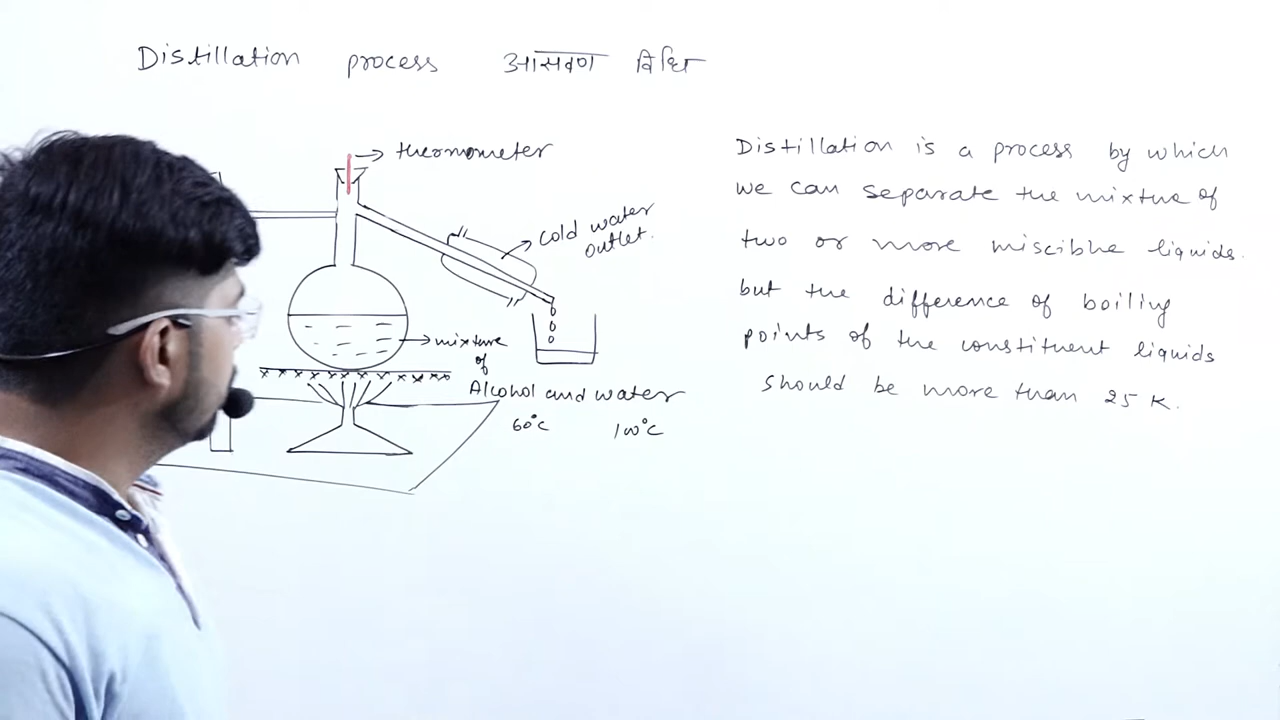 Distillation process आसवण विधि
thermometer
cold water
outlet.
mixture
of
Alcohol and water
60°C 100°C
Distillation is a process by which
we can separate the mixture of
two or more miscible liquids.
but the difference of boiling
points of the constituent liquids
should be more than 25 K.